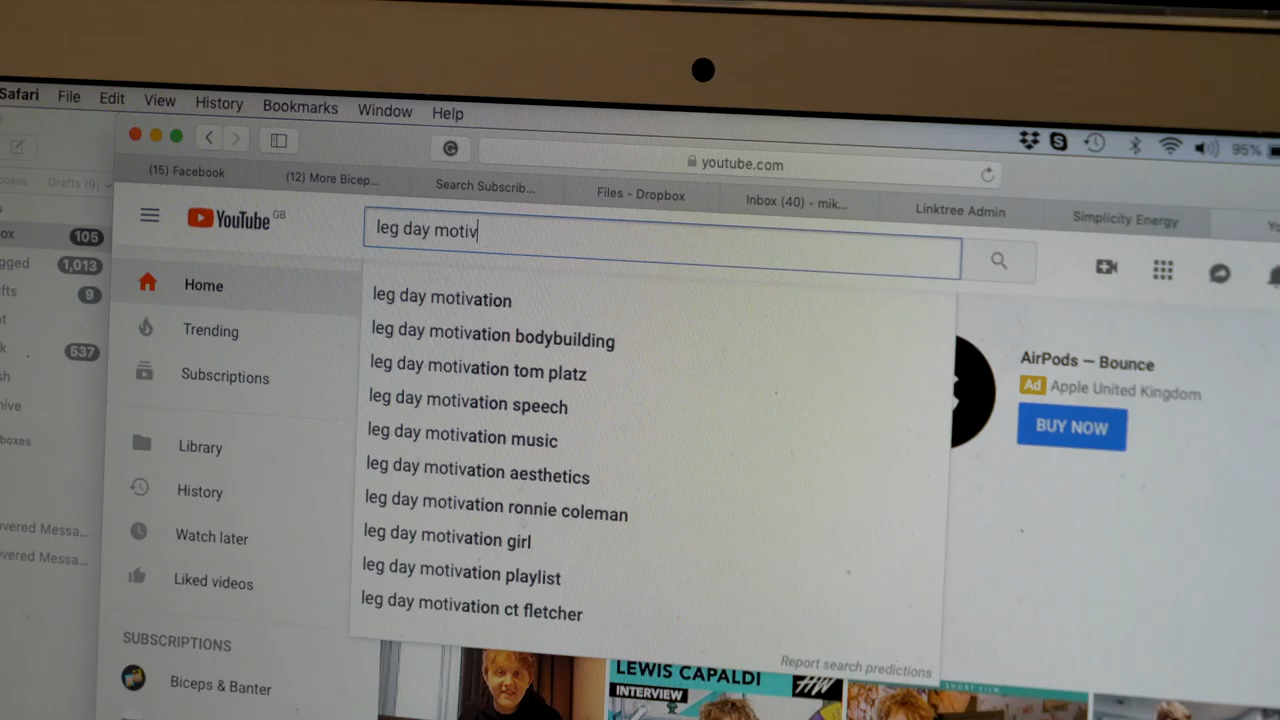 Safari File Edit View History Bookmarks Window Help
95%
youtube.com
(15) Facebook (12) More Bicep... Search Subscrib... Files - Dropbox Inbox (40) - mik... Linktree Admin Simplicity Energy
Drafts (9)
YouTube GB
leg day motiv
105
1,013
9
537
Home
Trending
Subscriptions
Library
History
Watch later
Liked videos
SUBSCRIPTIONS
Biceps & Banter
leg day motivation
leg day motivation bodybuilding
leg day motivation tom platz
leg day motivation speech
leg day motivation music
leg day motivation aesthetics
leg day motivation ronnie coleman
leg day motivation girl
leg day motivation playlist
leg day motivation ct fletcher
Report search predictions
AirPods — Bounce
Ad Apple United Kingdom
BUY NOW
LEWIS CAPALDI
INTERVIEW
HW
SHORT FILM